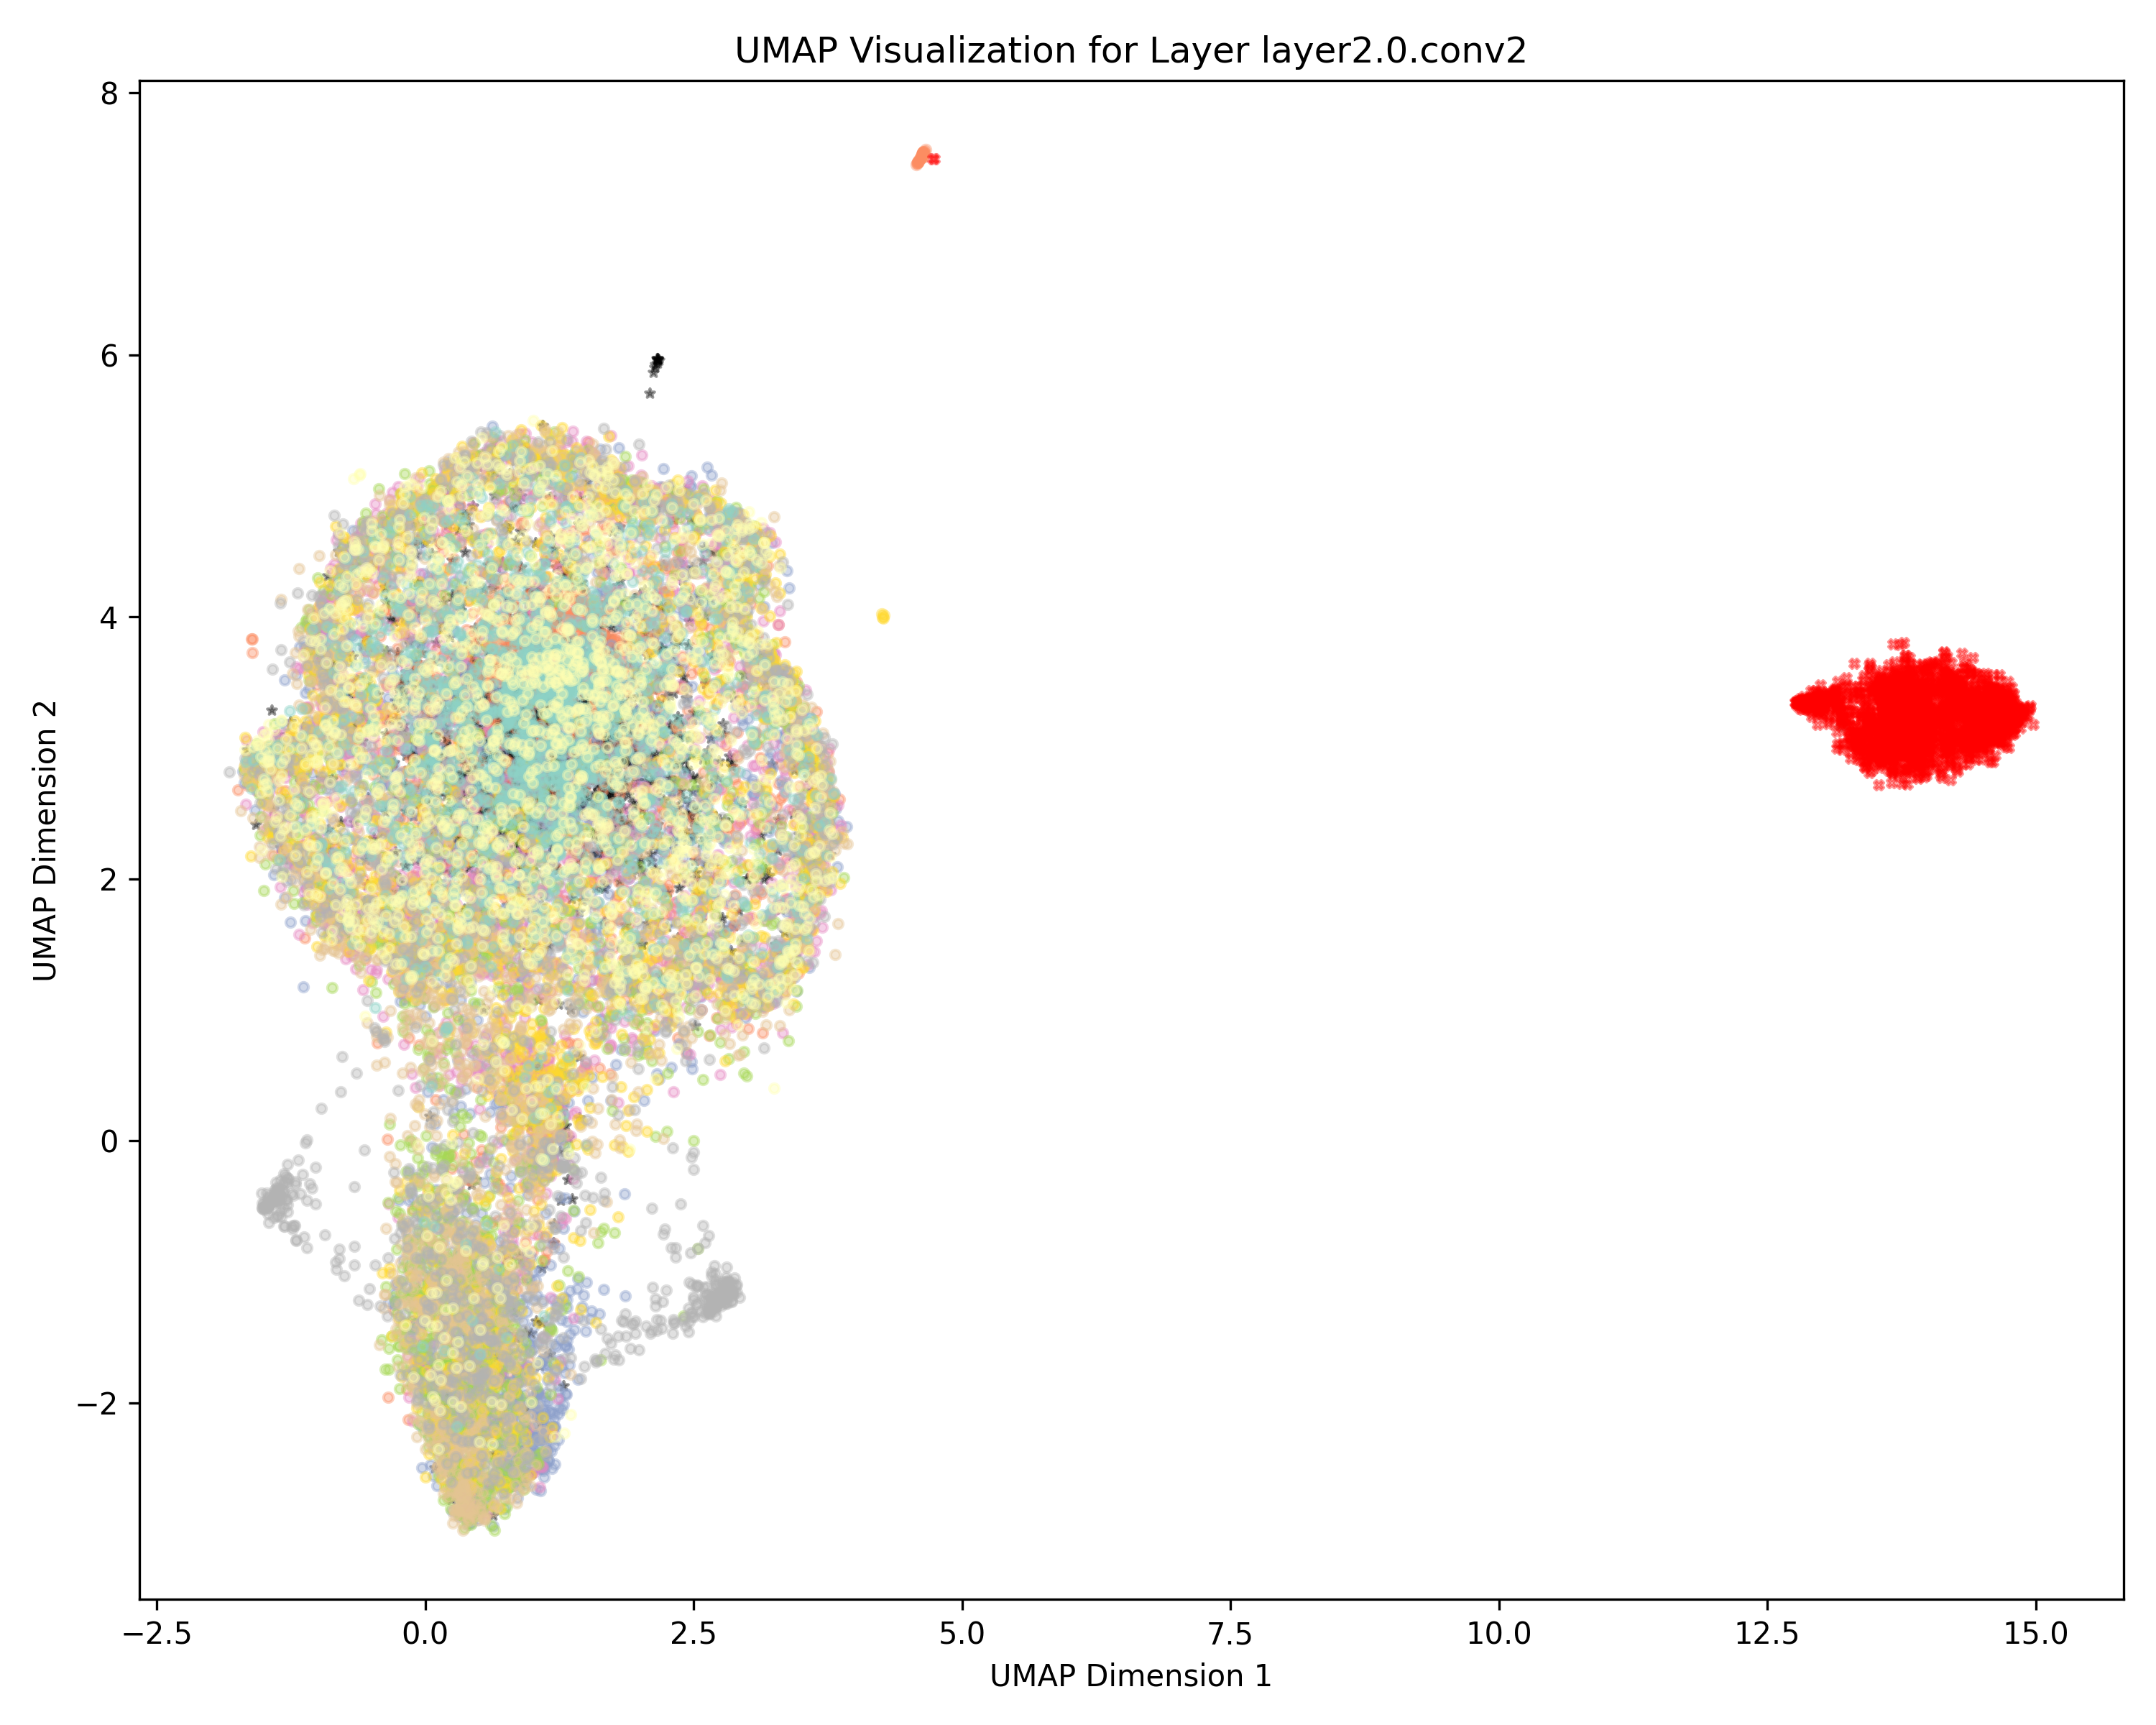 UMAP Visualization for Layer layer2.0.conv2
8
6
4
2
0
−2
UMAP Dimension 2
−2.5 0.0 2.5 5.0 7.5 10.0 12.5 15.0
UMAP Dimension 1